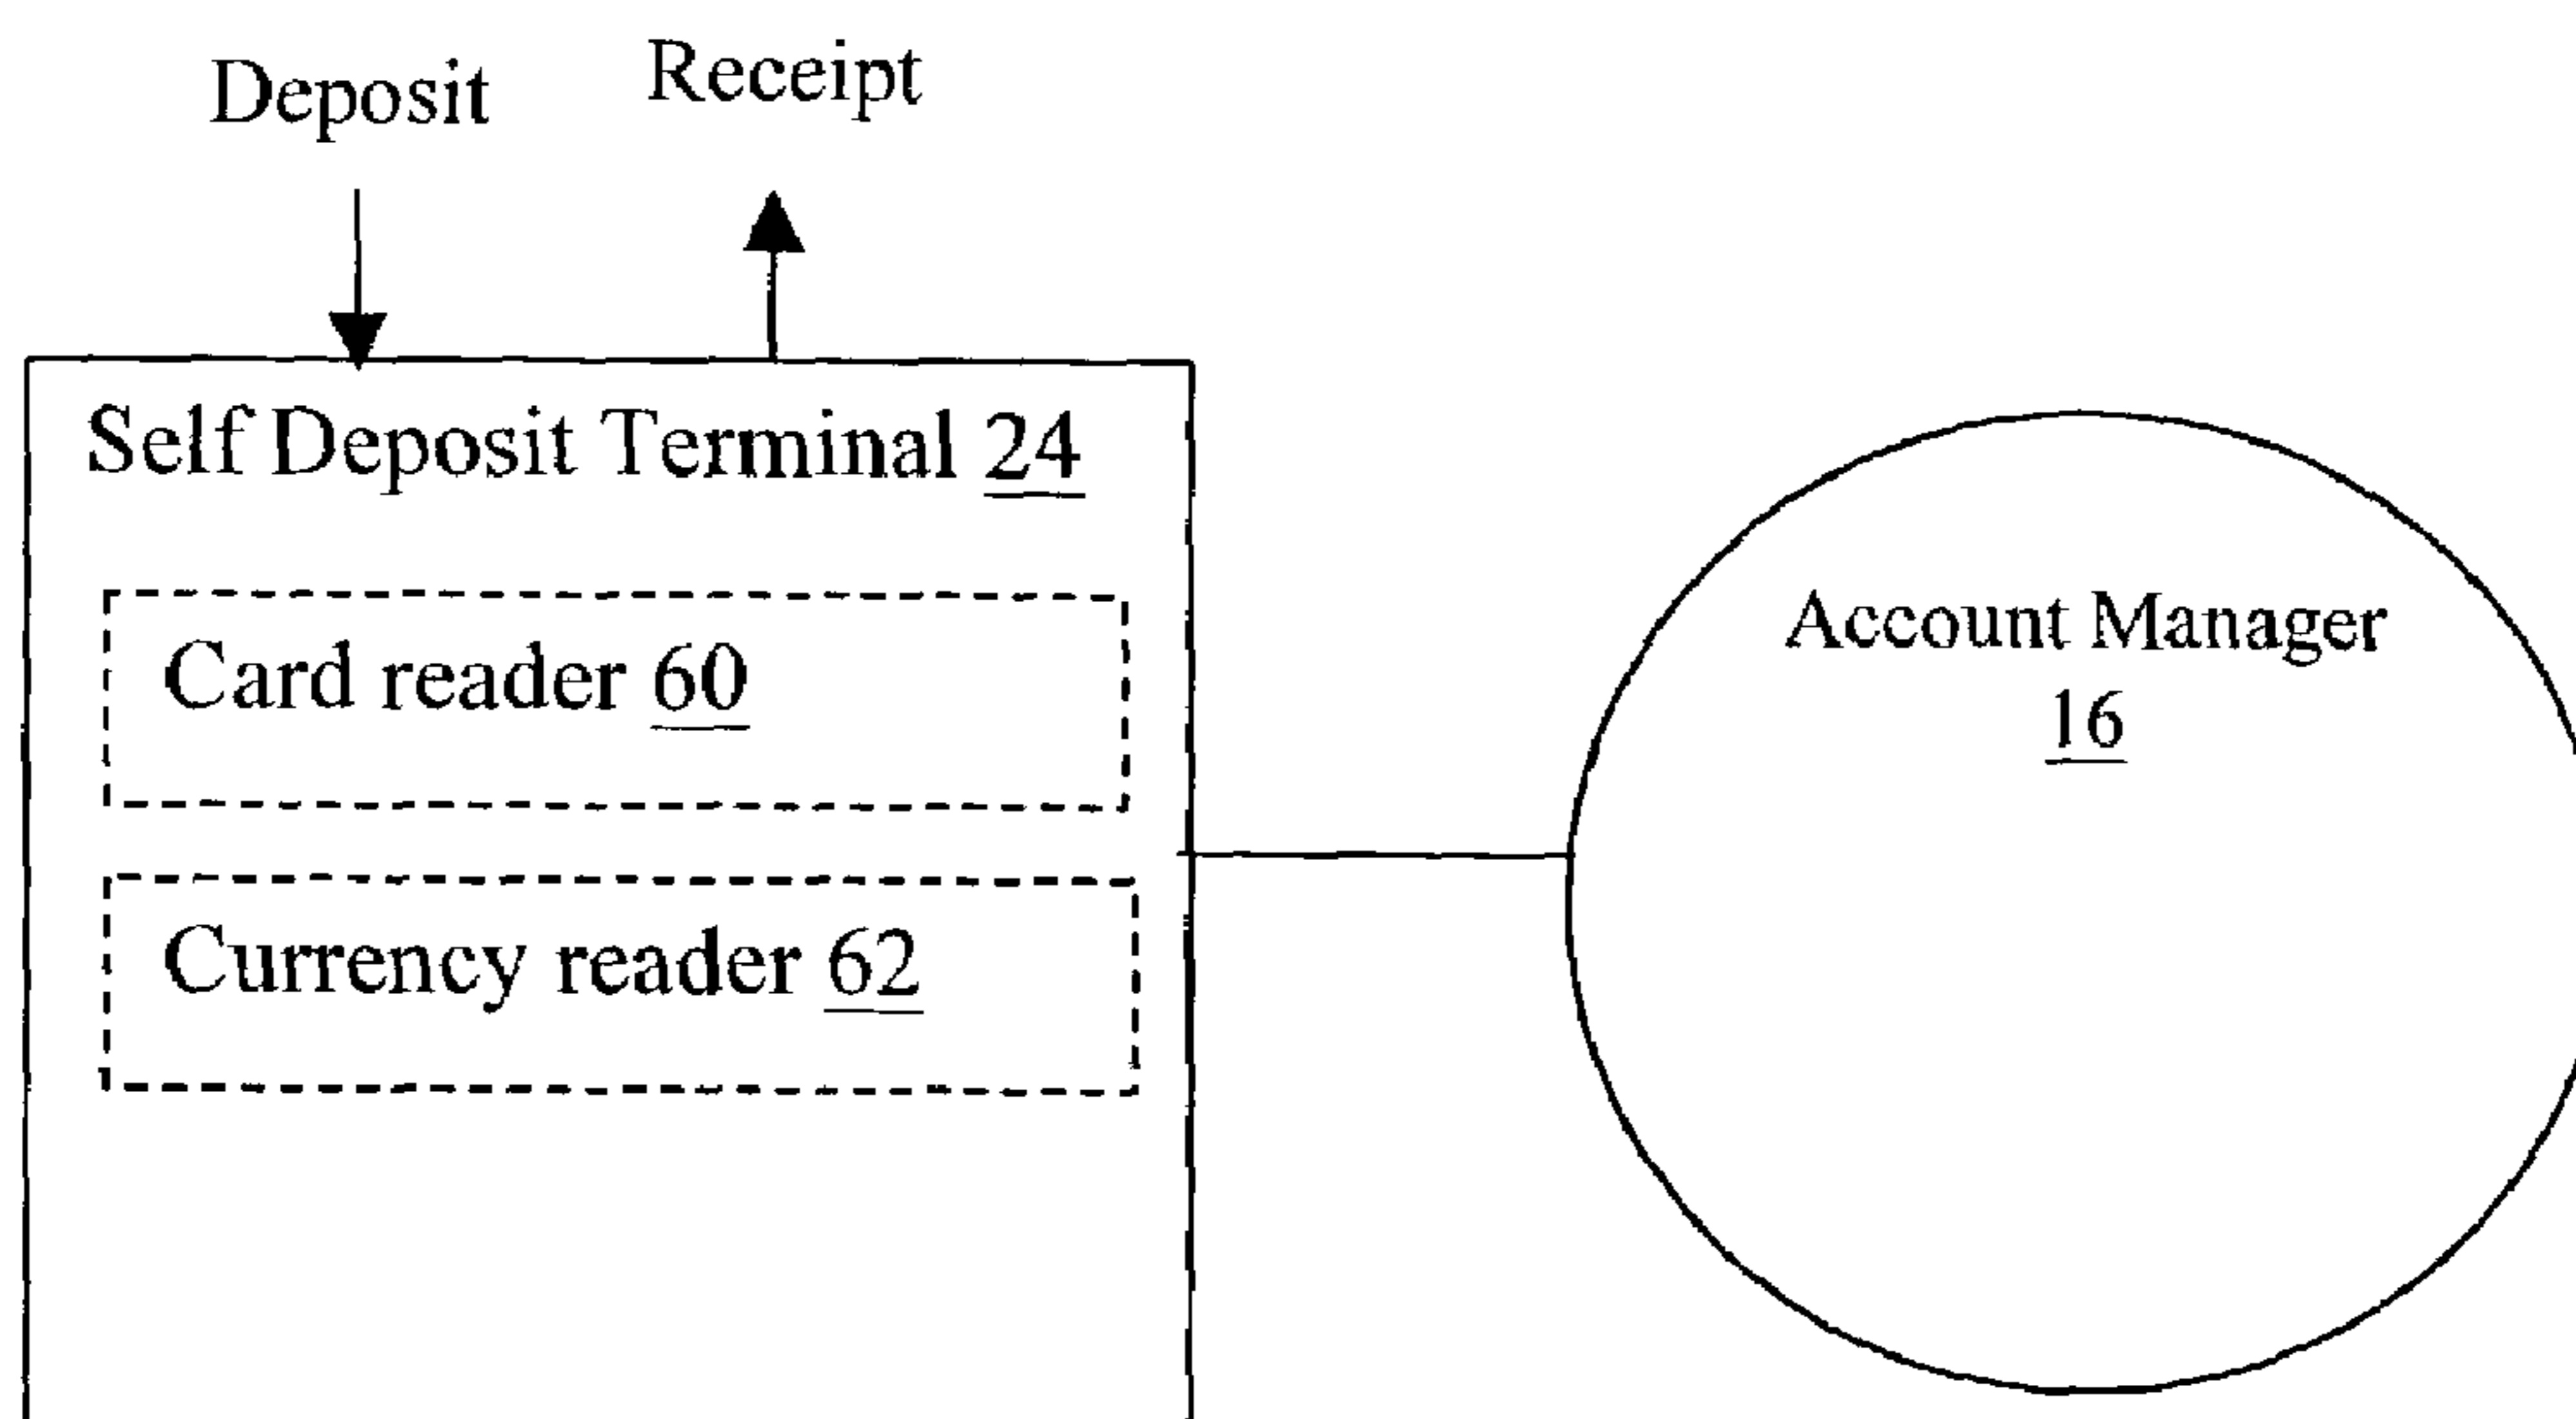 Deposit
Receipt
Self Deposit Terminal 24
Card reader 60
Currency reader 62
Account Manager
16